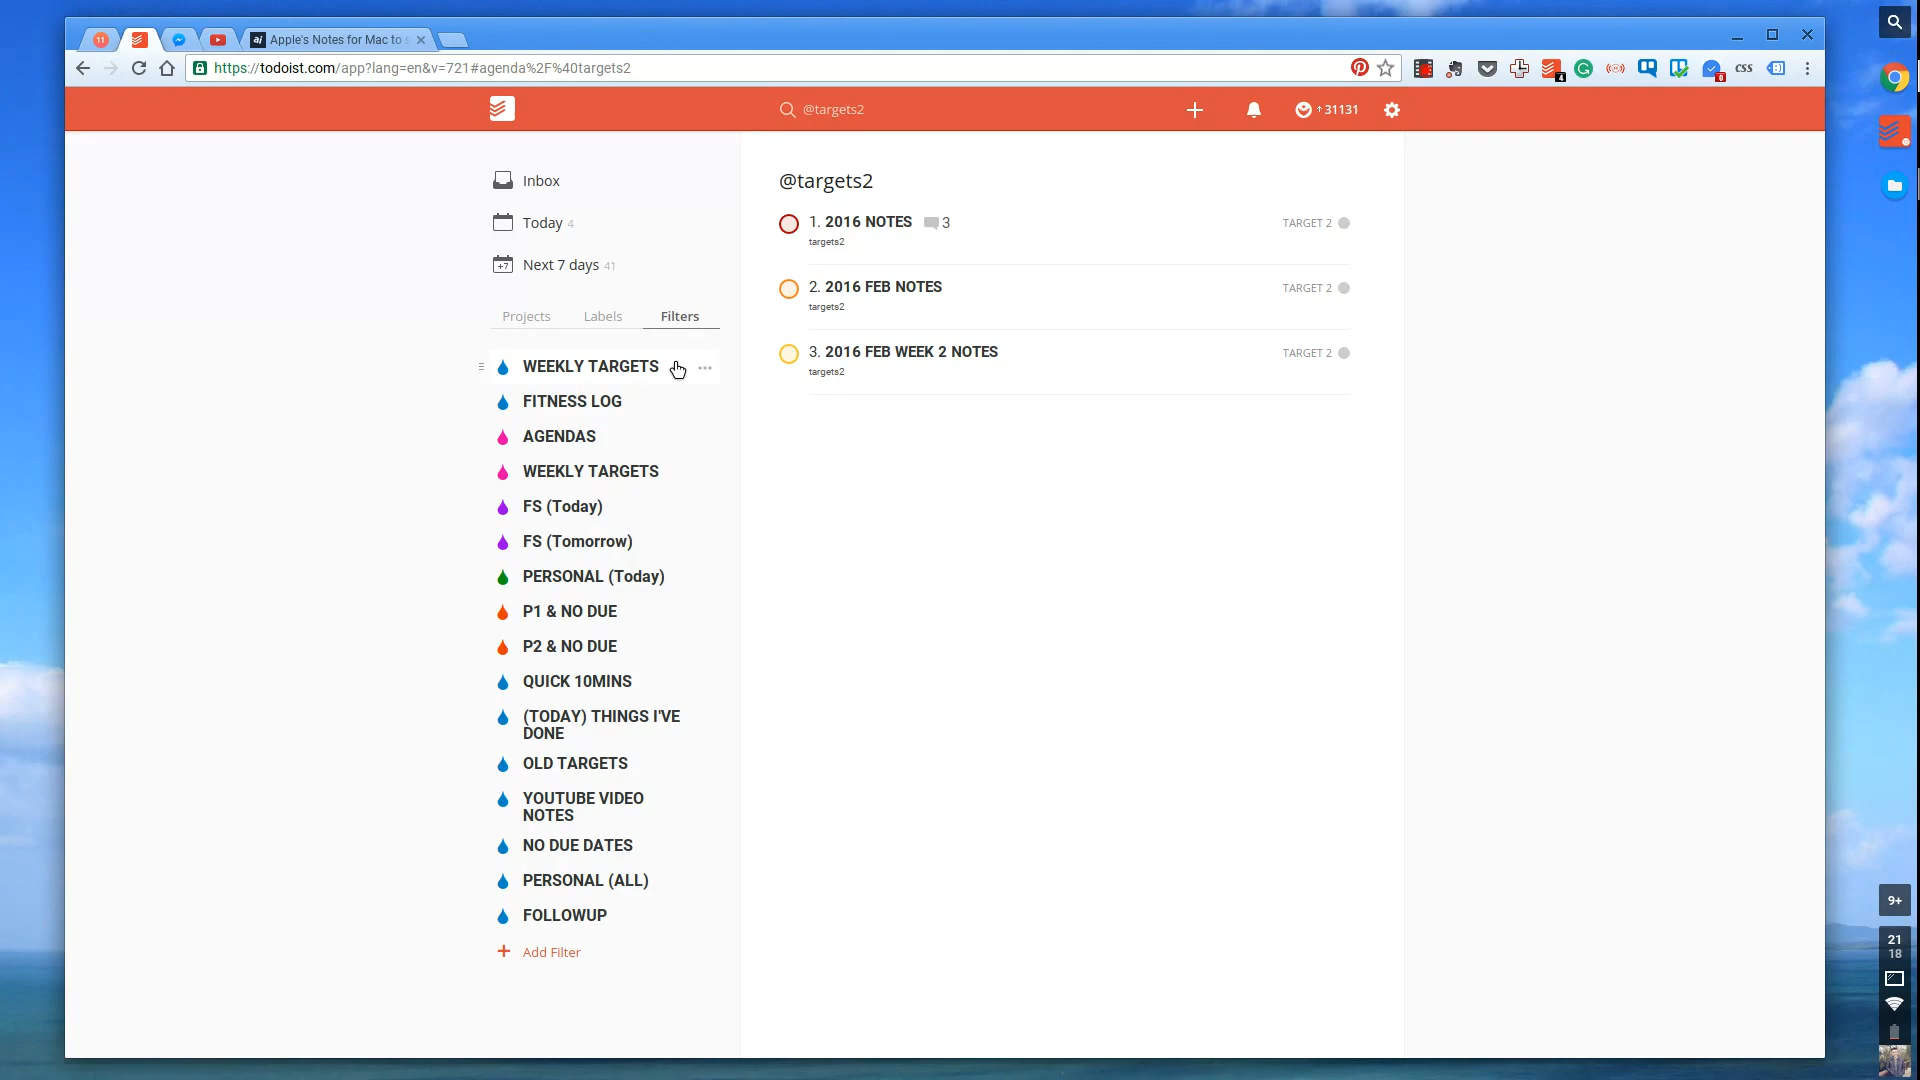 11
ai Apple's Notes for Mac to
https://todoist.com/app?lang=en&v=721#agenda%2F%40targets2
4
0
css
@targets2
31131
Inbox
Today 4
+7 Next 7 days 41
Projects Labels Filters
WEEKLY TARGETS
FITNESS LOG
AGENDAS
WEEKLY TARGETS
FS (Today)
FS (Tomorrow)
PERSONAL (Today)
P1 & NO DUE
P2 & NO DUE
QUICK 10MINS
(TODAY) THINGS I'VE
DONE
OLD TARGETS
YOUTUBE VIDEO
NOTES
NO DUE DATES
PERSONAL (ALL)
FOLLOWUP
+ Add Filter
@targets2
1. 2016 NOTES 3 TARGET 2
targets2
2. 2016 FEB NOTES TARGET 2
targets2
3. 2016 FEB WEEK 2 NOTES TARGET 2
targets2
9+
21
18